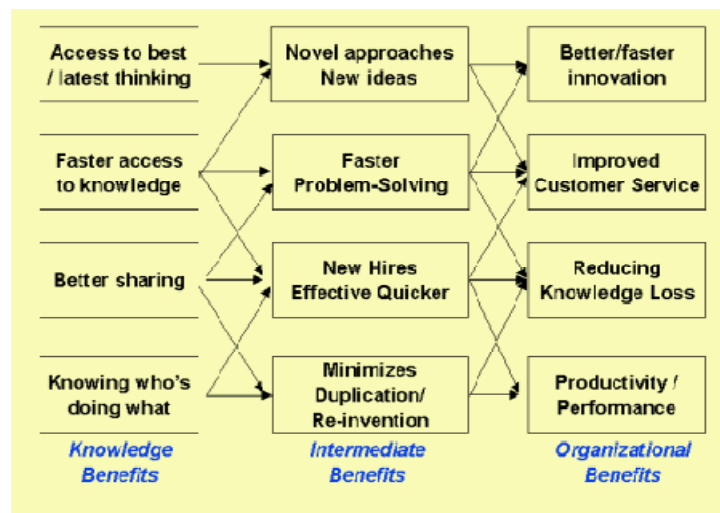 Access to best
/ latest thinking
Novel approaches
New ideas
Better/faster
innovation
Faster access
to knowledge
Faster
Problem-Solving
Improved
Customer Service
Better sharing
New Hires
Effective Quicker
Reducing
Knowledge Loss
Knowing who's
doing what
Minimizes
Duplication/
Re-invention
Productivity /
Performance
Knowledge
Benefits
Intermediate
Benefits
Organizational
Benefits